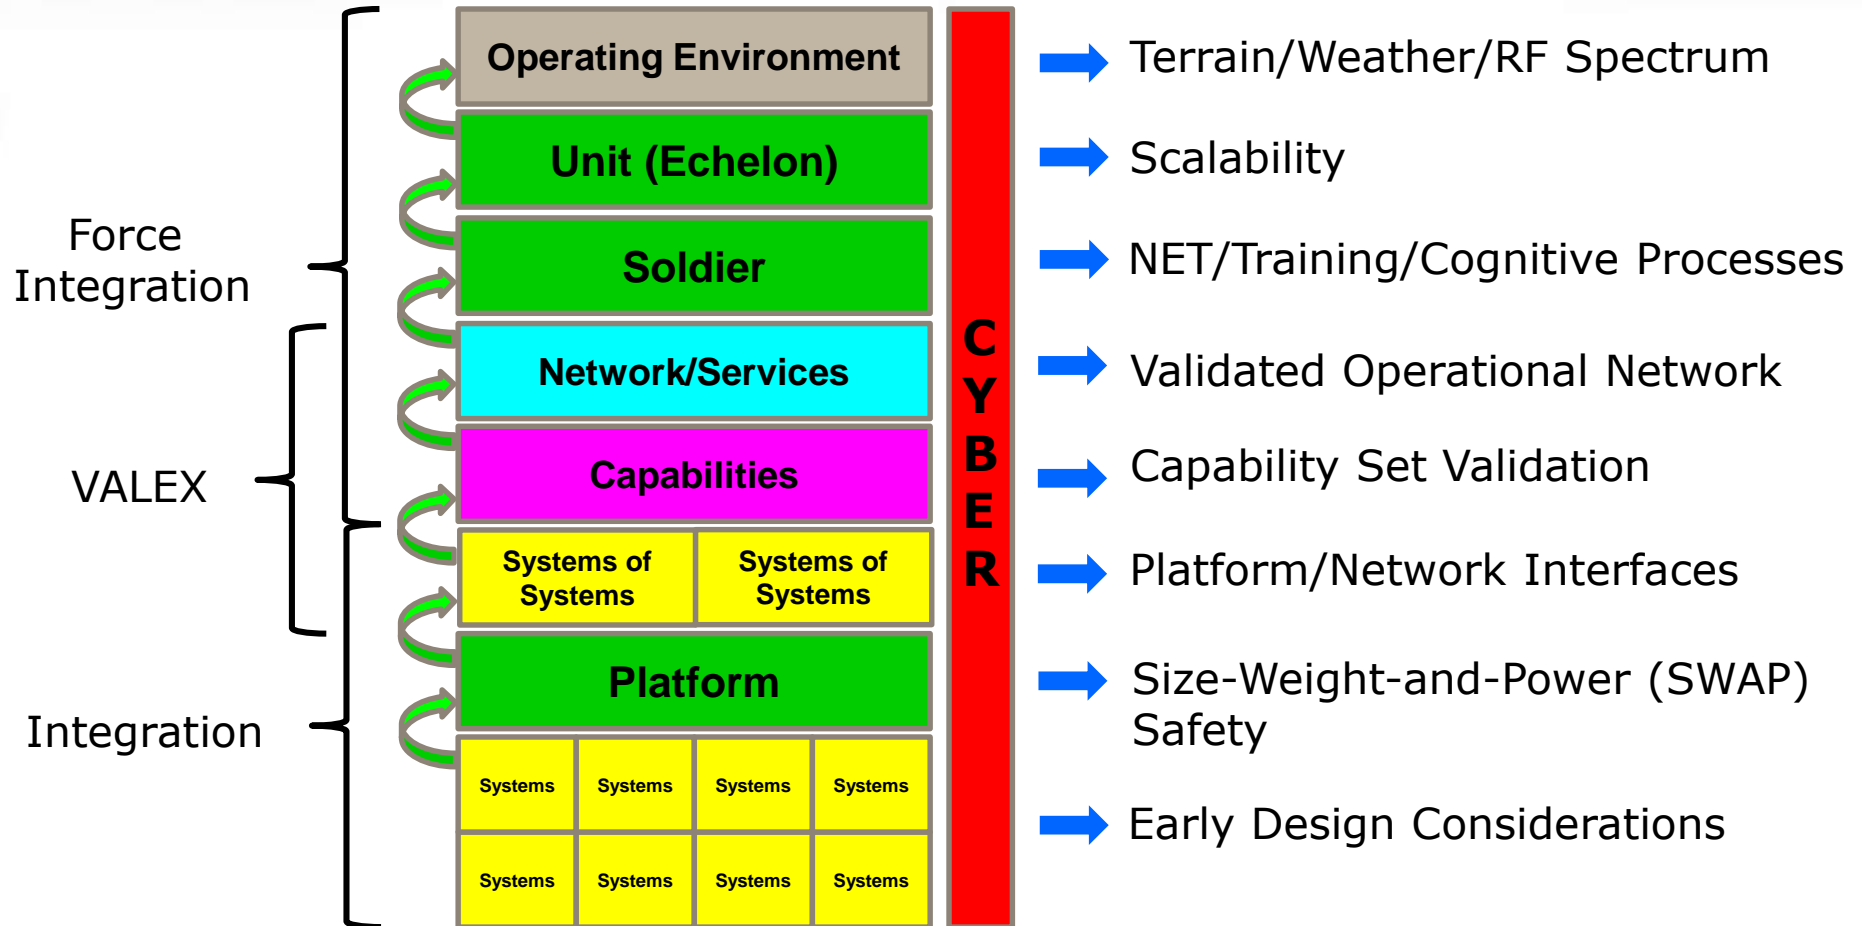 Operating Environment
Terrain/Weather/RF Spectrum
Unit (Echelon)
Scalability
Force
Integration
Soldier
NET/Training/Cognitive Processes
Network/Services
Validated Operational Network
VALEX
Capabilities
Capability Set Validation
Systems of
Systems
Systems of
Systems
Platform/Network Interfaces
Integration
Platform
Size-Weight-and-Power (SWAP)
Safety
Systems Systems Systems Systems
Early Design Considerations
Systems Systems Systems Systems
C
Y
B
E
R